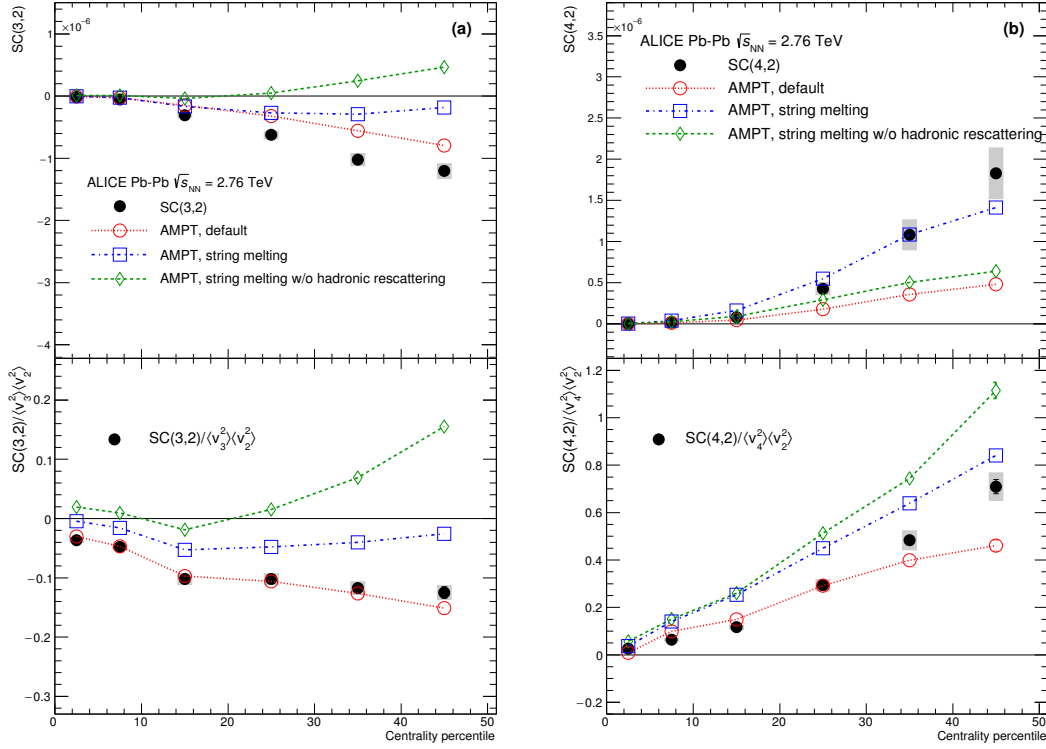 SC(3,2)
×10⁻⁶
(a)
1
0
−1
−2
−3
−4
ALICE Pb-Pb √s_NN = 2.76 TeV
SC(3,2)
AMPT, default
AMPT, string melting
AMPT, string melting w/o hadronic rescattering
SC(3,2)/⟨v₃²⟩⟨v₂²⟩
0.2
0.1
0
−0.1
−0.2
−0.3
SC(3,2)/⟨v₃²⟩⟨v₂²⟩
0 10 20 30 40 50
Centrality percentile
SC(4,2)
×10⁻⁶
(b)
3.5
3
2.5
2
1.5
1
0.5
0
ALICE Pb-Pb √s_NN = 2.76 TeV
SC(4,2)
AMPT, default
AMPT, string melting
AMPT, string melting w/o hadronic rescattering
SC(4,2)/⟨v₄²⟩⟨v₂²⟩
1.2
1
0.8
0.6
0.4
0.2
0
−0.2
SC(4,2)/⟨v₄²⟩⟨v₂²⟩
0 10 20 30 40 50
Centrality percentile